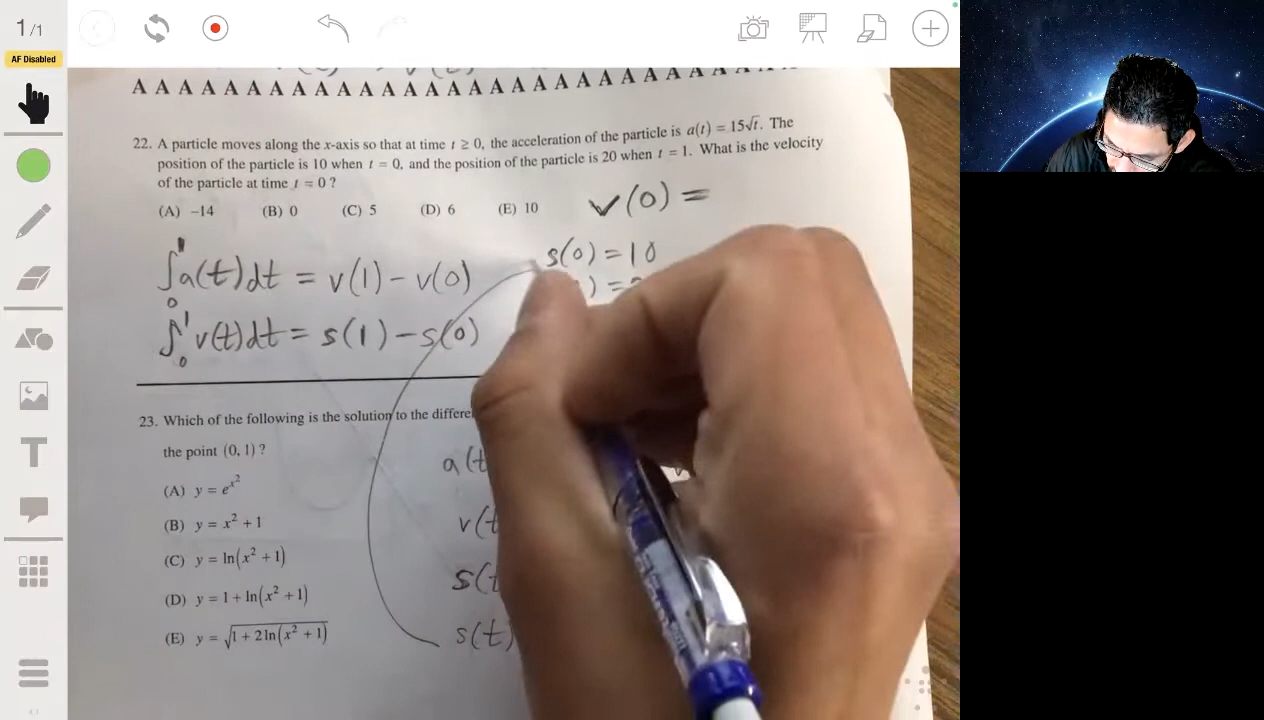 1/1
AF Disabled
A A A A A A A A A A A A A A A A A A A A A A A A A A A A
22. A particle moves along the x-axis so that at time t ≥ 0, the acceleration of the particle is a(t) = 15√t. The
position of the particle is 10 when t = 0, and the position of the particle is 20 when t = 1. What is the velocity
of the particle at time t = 0?
(A) −14 (B) 0 (C) 5 (D) 6 (E) 10
v(0) =
s(0) = 10
∫₀¹ a(t)dt = v(1) − v(0)
∫₀¹ v(t)dt = s(1) − s(0)
23. Which of the following is the solution to the
the point (0, 1)?
(A) y = e^x²
(B) y = x² + 1
(C) y = ln(x² + 1)
(D) y = 1 + ln(x² + 1)
(E) y = √(1 + 2 ln(x² + 1))
a(t
v(t
s(t
s(t)
T